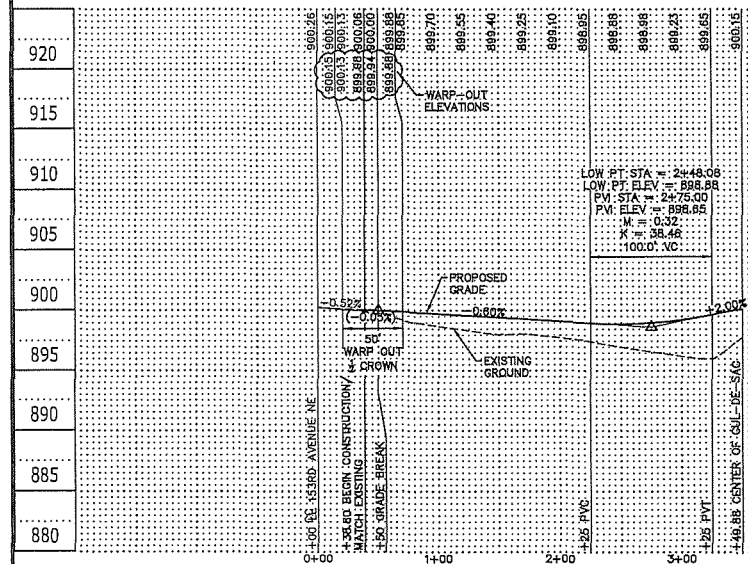 900.26
900.15
900.13
900.06
900.00
899.88
899.85
899.70
899.55
899.40
899.25
899.10
898.95
898.88
898.98
899.23
899.65
900.15
900.15
900.13
899.98
899.94
899.88
WARP-OUT
ELEVATIONS
920
915
910
905
900
895
890
885
880
LOW PT STA = 2+48.08
LOW PT ELEV = 898.88
PVI STA = 2+75.00
PVI ELEV = 898.65
M = 0.32
K = 38.46
100.0' VC
PROPOSED
GRADE
-0.52%
(-0.05%)
-0.60%
+2.00%
50'
WARP OUT
CROWN
EXISTING
GROUND
+00 CL 153RD AVENUE NE
+38.60 BEGIN CONSTRUCTION/
MATCH EXISTING
+50 GRADE BREAK
+25 PVC
+25 PVT
+49.88 CENTER OF CUL-DE-SAC
0+00
1+00
2+00
3+00